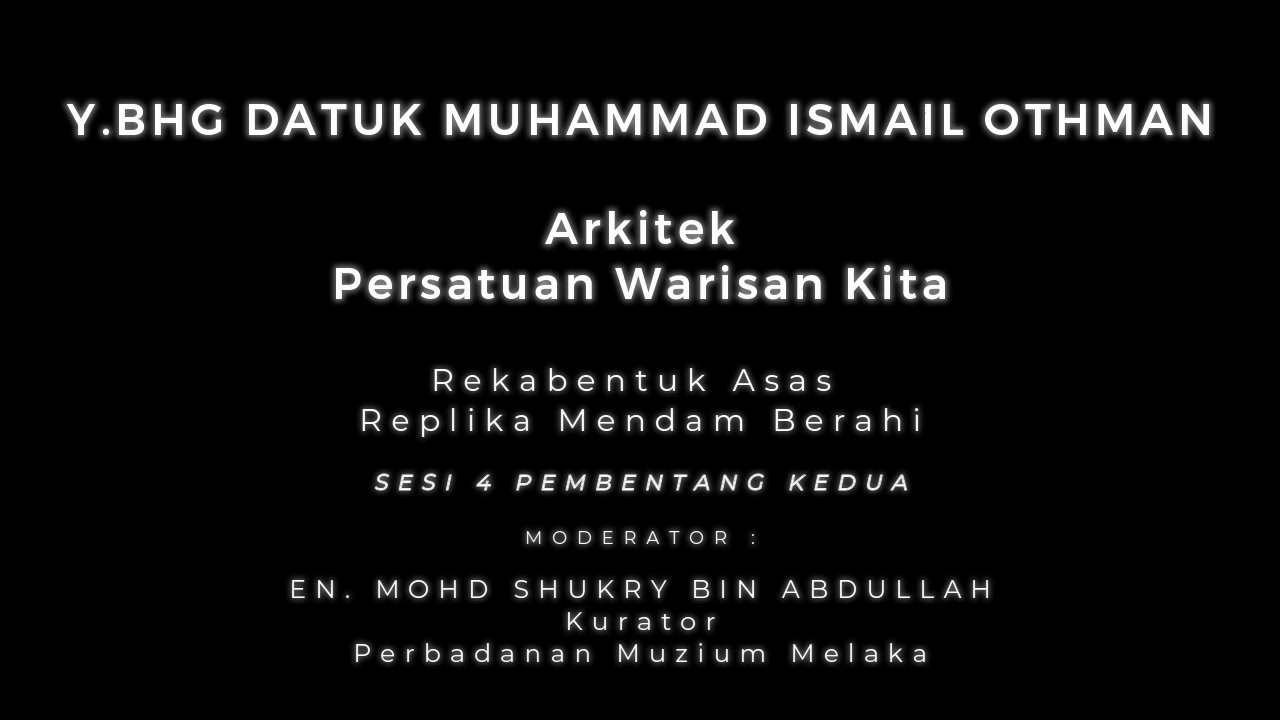 Y.BHG DATUK MUHAMMAD ISMAIL OTHMAN
Arkitek
Persatuan Warisan Kita
Rekabentuk Asas
Replika Mendam Berahi
SESI 4 PEMBENTANG KEDUA
MODERATOR :
EN. MOHD SHUKRY BIN ABDULLAH
Kurator
Perbadanan Muzium Melaka